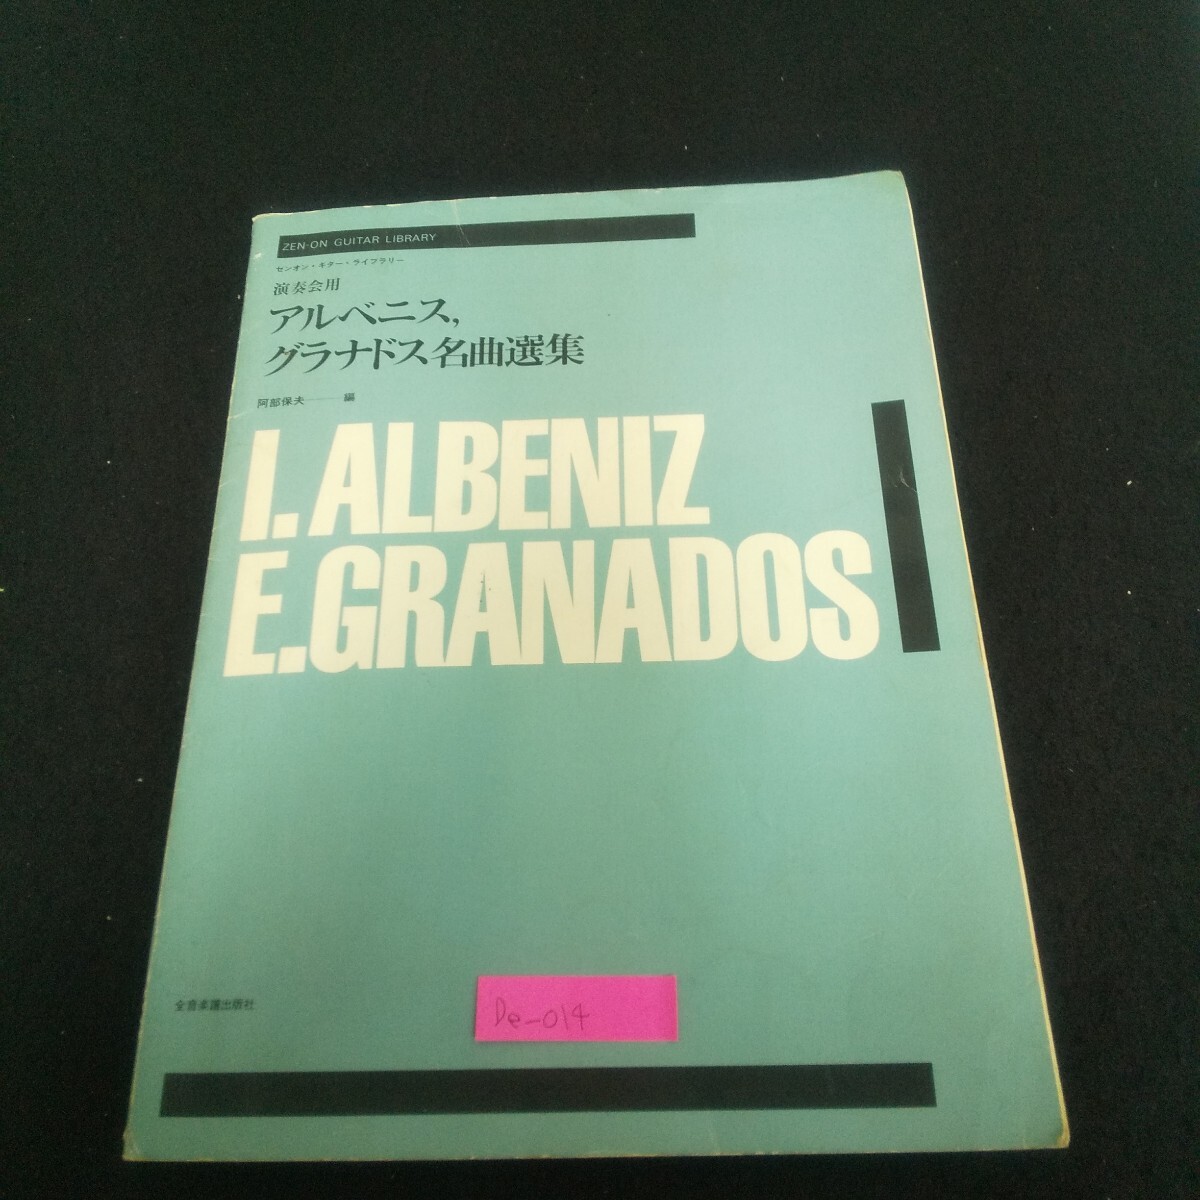 ZEN-ON GUITAR LIBRARY
ゼンオン・ギター・ライブラリー
演奏会用
アルベニス,
グラナドス名曲選集
阿部保夫――編
I.ALBENIZ
E.GRANADOS
De-014
全音楽譜出版社